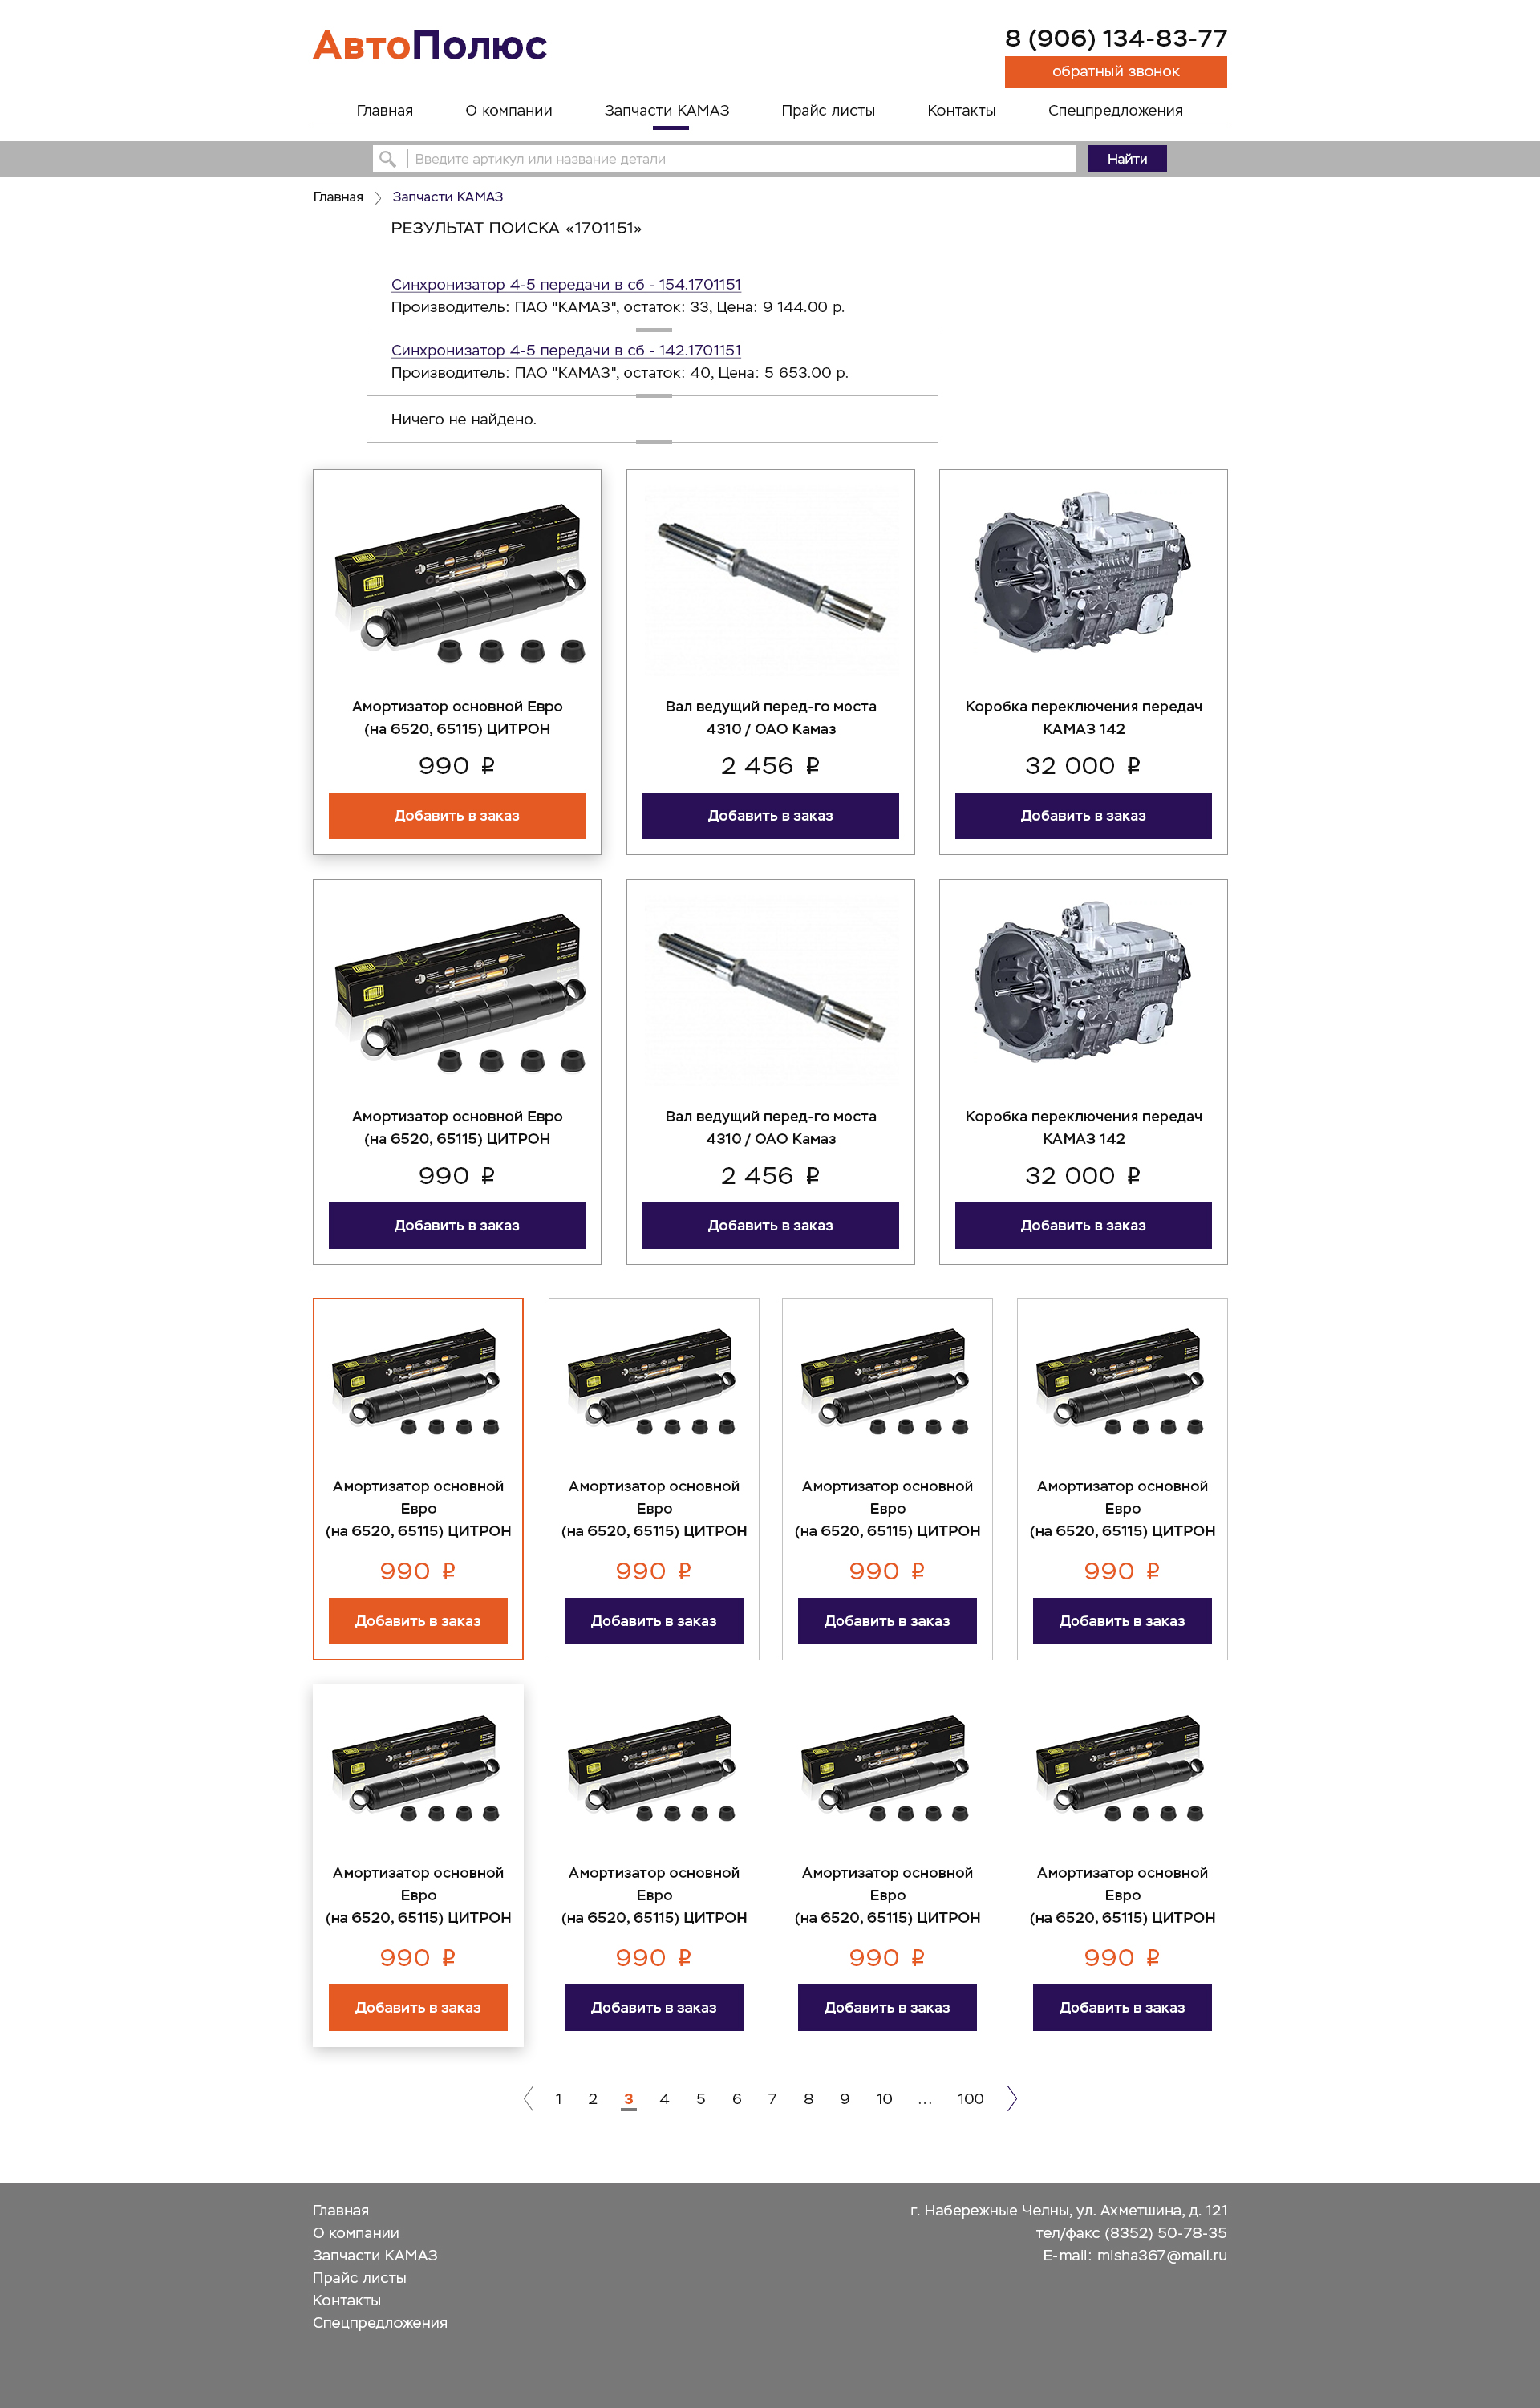 АвтоПолюс
8 (906) 134-83-77
обратный звонок
Главная О компании Запчасти КАМАЗ Прайс листы Контакты Спецпредложения
Введите артикул или название детали Найти
Главная Запчасти КАМАЗ
РЕЗУЛЬТАТ ПОИСКА «1701151»
Синхронизатор 4-5 передачи в сб - 154.1701151
Производитель: ПАО "КАМАЗ", остаток: 33, Цена: 9 144.00 р.
Синхронизатор 4-5 передачи в сб - 142.1701151
Производитель: ПАО "КАМАЗ", остаток: 40, Цена: 5 653.00 р.
Ничего не найдено.
Амортизатор основной Евро
(на 6520, 65115) ЦИТРОН
990 ₽
Добавить в заказ
Вал ведущий перед-го моста
4310 / ОАО Камаз
2 456 ₽
Добавить в заказ
Коробка переключения передач
КАМАЗ 142
32 000 ₽
Добавить в заказ
Амортизатор основной Евро
(на 6520, 65115) ЦИТРОН
990 ₽
Добавить в заказ
Вал ведущий перед-го моста
4310 / ОАО Камаз
2 456 ₽
Добавить в заказ
Коробка переключения передач
КАМАЗ 142
32 000 ₽
Добавить в заказ
Амортизатор основной
Евро
(на 6520, 65115) ЦИТРОН
990 ₽
Добавить в заказ
Амортизатор основной
Евро
(на 6520, 65115) ЦИТРОН
990 ₽
Добавить в заказ
Амортизатор основной
Евро
(на 6520, 65115) ЦИТРОН
990 ₽
Добавить в заказ
Амортизатор основной
Евро
(на 6520, 65115) ЦИТРОН
990 ₽
Добавить в заказ
Амортизатор основной
Евро
(на 6520, 65115) ЦИТРОН
990 ₽
Добавить в заказ
Амортизатор основной
Евро
(на 6520, 65115) ЦИТРОН
990 ₽
Добавить в заказ
Амортизатор основной
Евро
(на 6520, 65115) ЦИТРОН
990 ₽
Добавить в заказ
Амортизатор основной
Евро
(на 6520, 65115) ЦИТРОН
990 ₽
Добавить в заказ
1 2 3 4 5 6 7 8 9 10 ... 100
Главная
О компании
Запчасти КАМАЗ
Прайс листы
Контакты
Спецпредложения
г. Набережные Челны, ул. Ахметшина, д. 121
тел/факс (8352) 50-78-35
E-mail: misha367@mail.ru